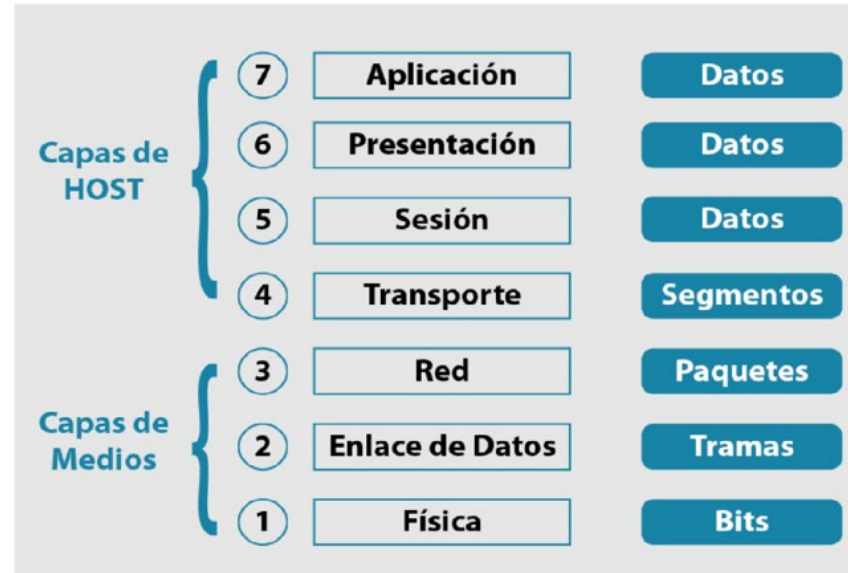 7 Aplicación Datos
6 Presentación Datos
Capas de
HOST
5 Sesión Datos
4 Transporte Segmentos
3 Red Paquetes
Capas de
Medios
2 Enlace de Datos Tramas
1 Física Bits